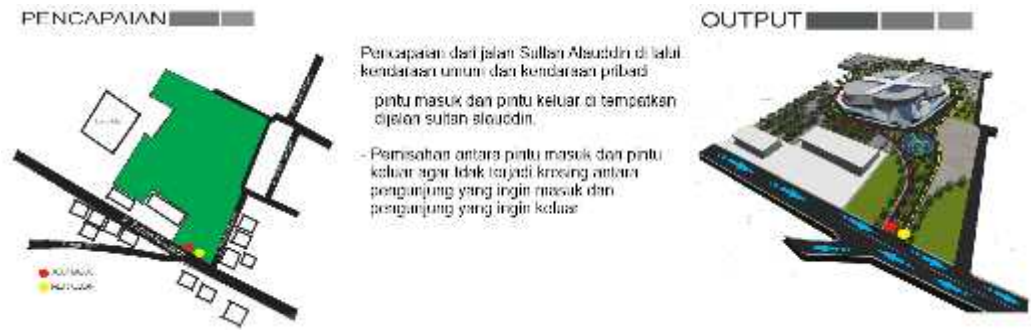 PENCAPAIAN
OUTPUT
Pencapaian dari jalan Sultan Alauddin di lalui
kendaraan umum dan kendaraan pribadi
pintu masuk dan pintu keluar di tempatkan
dijalan sultan alauddin.
- Pemisahan antara pintu masuk dan pintu
keluar agar tidak terjadi krosing antara
pengunjung yang ingin masuk dan
pengunjung yang ingin keluar